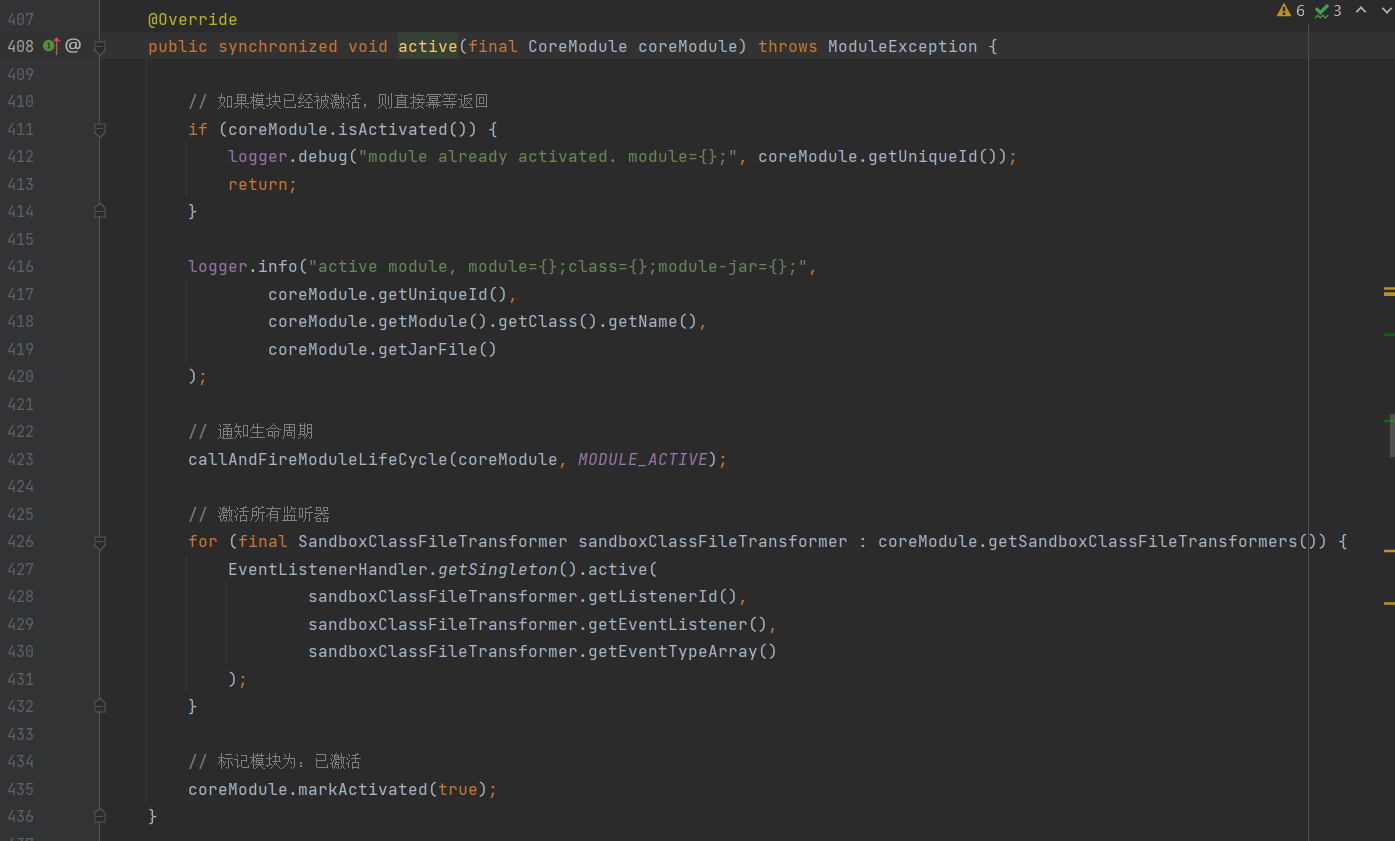 6 3
407 @Override
408 @ public synchronized void active(final CoreModule coreModule) throws ModuleException {
409
410 // 如果模块已经被激活，则直接幂等返回
411 if (coreModule.isActivated()) {
412 logger.debug("module already activated. module={};", coreModule.getUniqueId());
413 return;
414 }
415
416 logger.info("active module, module={};class={};module-jar={};",
417 coreModule.getUniqueId(),
418 coreModule.getModule().getClass().getName(),
419 coreModule.getJarFile()
420 );
421
422 // 通知生命周期
423 callAndFireModuleLifeCycle(coreModule, MODULE_ACTIVE);
424
425 // 激活所有监听器
426 for (final SandboxClassFileTransformer sandboxClassFileTransformer : coreModule.getSandboxClassFileTransformers()) {
427 EventListenerHandler.getSingleton().active(
428 sandboxClassFileTransformer.getListenerId(),
429 sandboxClassFileTransformer.getEventListener(),
430 sandboxClassFileTransformer.getEventTypeArray()
431 );
432 }
433
434 // 标记模块为：已激活
435 coreModule.markActivated(true);
436 }